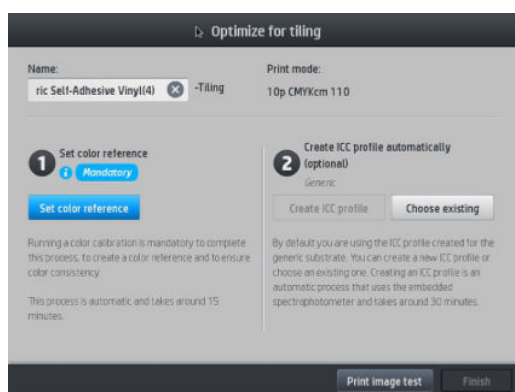 Optimize for tiling
Name:
ric Self-Adhesive Vinyl(4)
-Tiling
Print mode:
10p CMYKcm 110
1
Set color reference
i Mandatory
Set color reference
Running a color calibration is mandatory to complete
this process, to create a color reference and to ensure
color consistency
This process is automatic and takes around 15
minutes.
2
Create ICC profile automatically
(optional)
Generic
Create ICC profile
Choose existing
By default you are using the ICC profile created for the
generic substrate. You can create a new ICC profile or
choose an existing one. Creating an ICC profile is an
automatic process that uses the embedded
spectrophotometer and takes around 30 minutes.
Print image test
Finish